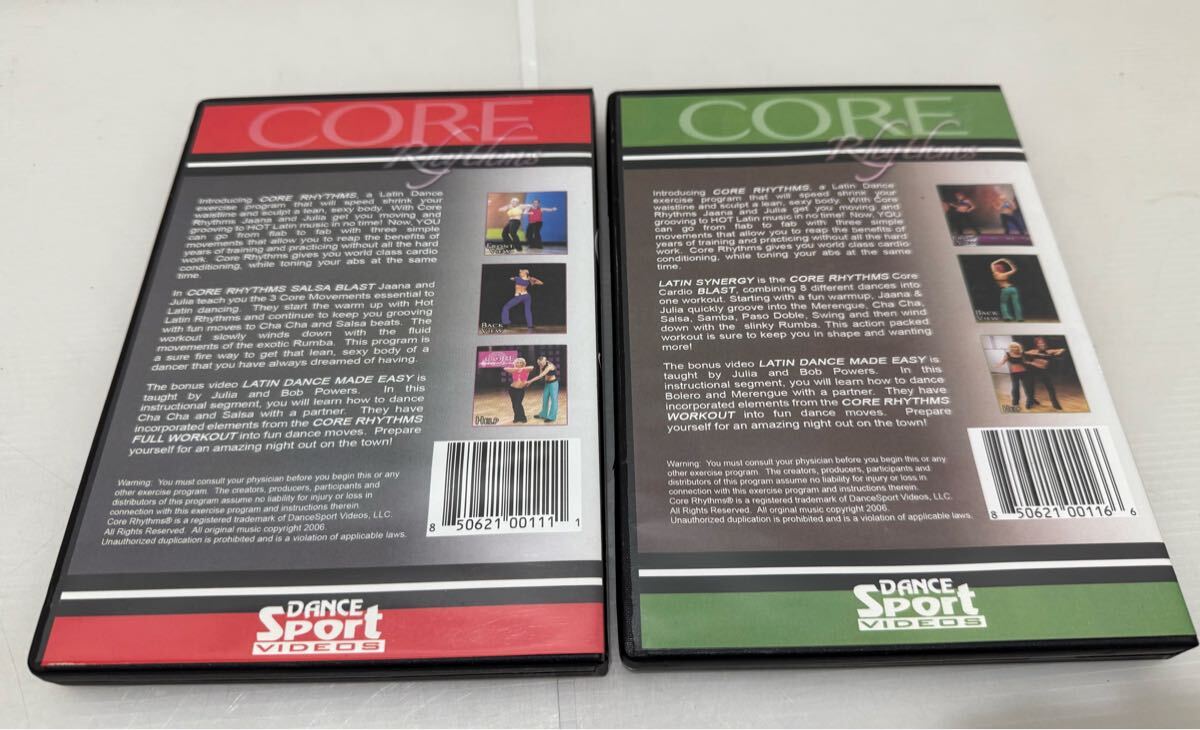 CORE
Rhythms
Introducing CORE RHYTHMS, a Latin Dance
exercise program that will speed shrink your
waistline and sculpt a lean, sexy body. With Core
Rhythms Jaana and Julia get you moving and
grooving to HOT Latin music in no time! Now, YOU
can go from flab to fab with three simple
movements that allow you to reap the benefits of
years of training and practicing without all the hard
work. Core Rhythms gives you world class cardio
conditioning, while toning your abs at the same
time.
In CORE RHYTHMS SALSA BLAST Jaana and
Julia teach you the 3 Core Movements essential to
Latin dancing. They start the warm up with Hot
Latin Rhythms and continue to keep you grooving
with fun moves to Cha Cha and Salsa beats. The
workout slowly winds down with the fluid
movements of the exotic Rumba. This program is
a sure fire way to get that lean, sexy body of a
dancer that you have always dreamed of having.
The bonus video LATIN DANCE MADE EASY is
taught by Julia and Bob Powers. In this
instructional segment, you will learn how to dance
Cha Cha and Salsa with a partner. They have
incorporated elements from the CORE RHYTHMS
FULL WORKOUT into fun dance moves. Prepare
yourself for an amazing night out on the town!
Front
View
Back
View
CORE
Help
Warning: You must consult your physician before you begin this or any
other exercise program. The creators, producers, participants and
distributors of this program assume no liability for injury or loss in
connection with this exercise program and instructions therein.
Core Rhythms® is a registered trademark of DanceSport Videos, LLC.
All Rights Reserved. All original music copyright 2006.
Unauthorized duplication is prohibited and is a violation of applicable laws.
8 50621 00111 1
DANCE
Sport
VIDEOS
CORE
Rhythms
Introducing CORE RHYTHMS, a Latin Dance
exercise program that will speed shrink your
waistline and sculpt a lean, sexy body. With Core
Rhythms Jaana and Julia get you moving and
grooving to HOT Latin music in no time! Now, YOU
can go from flab to fab with three simple
movements that allow you to reap the benefits of
years of training and practicing without all the hard
work. Core Rhythms gives you world class cardio
conditioning, while toning your abs at the same
time.
LATIN SYNERGY is the CORE RHYTHMS Core
Cardio BLAST, combining 8 different dances into
one workout. Starting with a fun warmup, Jaana &
Julia quickly groove into the Merengue, Cha Cha,
Salsa, Samba, Paso Doble, Swing and then wind
down with the slinky Rumba. This action packed
workout is sure to keep you in shape and wanting
more!
The bonus video LATIN DANCE MADE EASY is
taught by Julia and Bob Powers. In this
instructional segment, you will learn how to dance
Bolero and Merengue with a partner. They have
incorporated elements from the CORE RHYTHMS
WORKOUT into fun dance moves. Prepare
yourself for an amazing night out on the town!
Back
View
Help
Warning: You must consult your physician before you begin this or any
other exercise program. The creators, producers, participants and
distributors of this program assume no liability for injury or loss in
connection with this exercise program and instructions therein.
Core Rhythms® is a registered trademark of DanceSport Videos, LLC.
All Rights Reserved. All orginal music copyright 2006.
Unauthorized duplication is prohibited and is a violation of applicable laws.
8 50621 00116 6
DANCE
Sport
VIDEOS